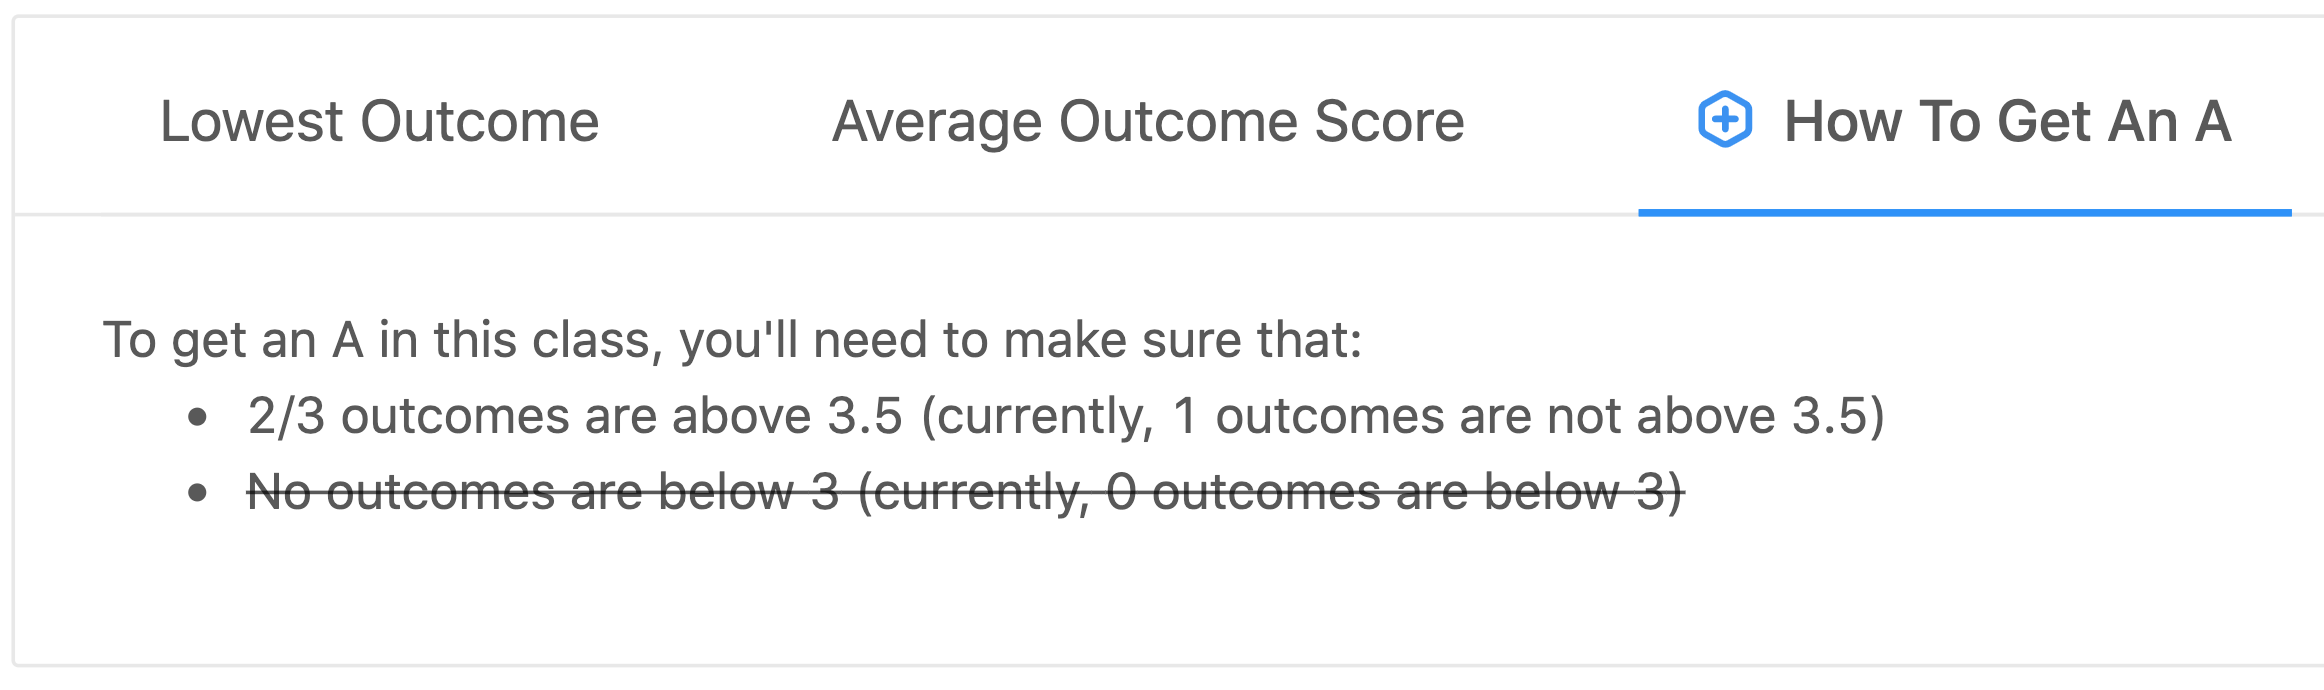 Lowest Outcome Average Outcome Score How To Get An A
To get an A in this class, you'll need to make sure that:
• 2/3 outcomes are above 3.5 (currently, 1 outcomes are not above 3.5)
• No outcomes are below 3 (currently, 0 outcomes are below 3)